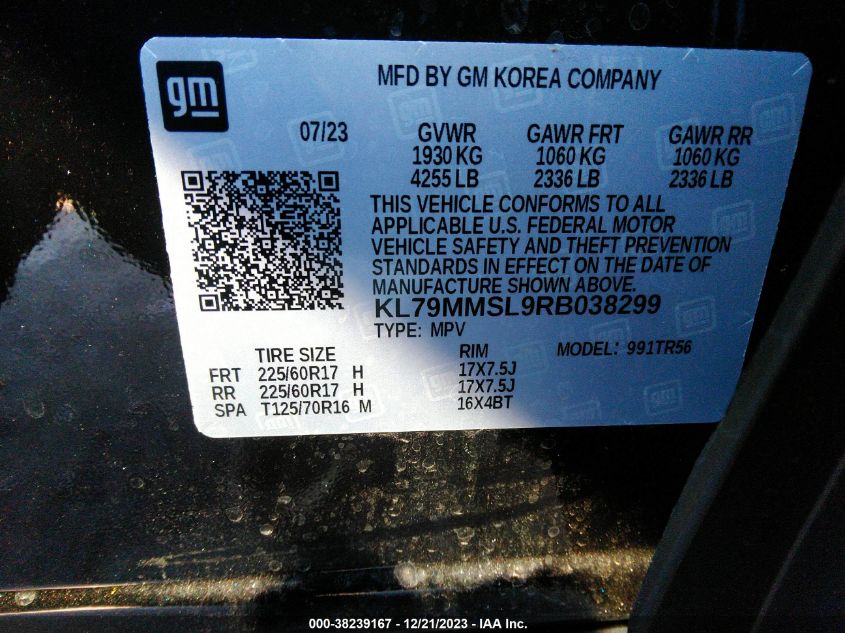 gm
MFD BY GM KOREA COMPANY
07/23 GVWR GAWR FRT GAWR RR
1930 KG 1060 KG 1060 KG
4255 LB 2336 LB 2336 LB
THIS VEHICLE CONFORMS TO ALL
APPLICABLE U.S. FEDERAL MOTOR
VEHICLE SAFETY AND THEFT PREVENTION
STANDARDS IN EFFECT ON THE DATE OF
MANUFACTURE SHOWN ABOVE.
KL79MMSL9RB038299
TYPE: MPV
TIRE SIZE RIM MODEL: 991TR56
FRT 225/60R17 H 17X7.5J
RR 225/60R17 H 17X7.5J
SPA T125/70R16 M 16X4BT
000-38239167 - 12/21/2023 - IAA Inc.